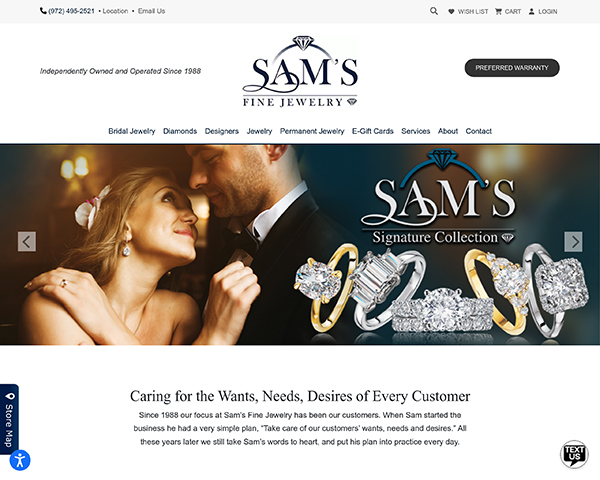 (972) 495-2521 • Location • Email Us
WISH LIST CART LOGIN
Independently Owned and Operated Since 1988
SAM'S
FINE JEWELRY
PREFERRED WARRANTY
Bridal Jewelry Diamonds Designers Jewelry Permanent Jewelry E-Gift Cards Services About Contact
SAM'S
Signature Collection
Caring for the Wants, Needs, Desires of Every Customer
Since 1988 our focus at Sam's Fine Jewelry has been our customers. When Sam started the
business he had a very simple plan, “Take care of our customers' wants, needs and desires.” All
these years later we still take Sam's words to heart, and put his plan into practice every day.
Store Map
TEXT
US